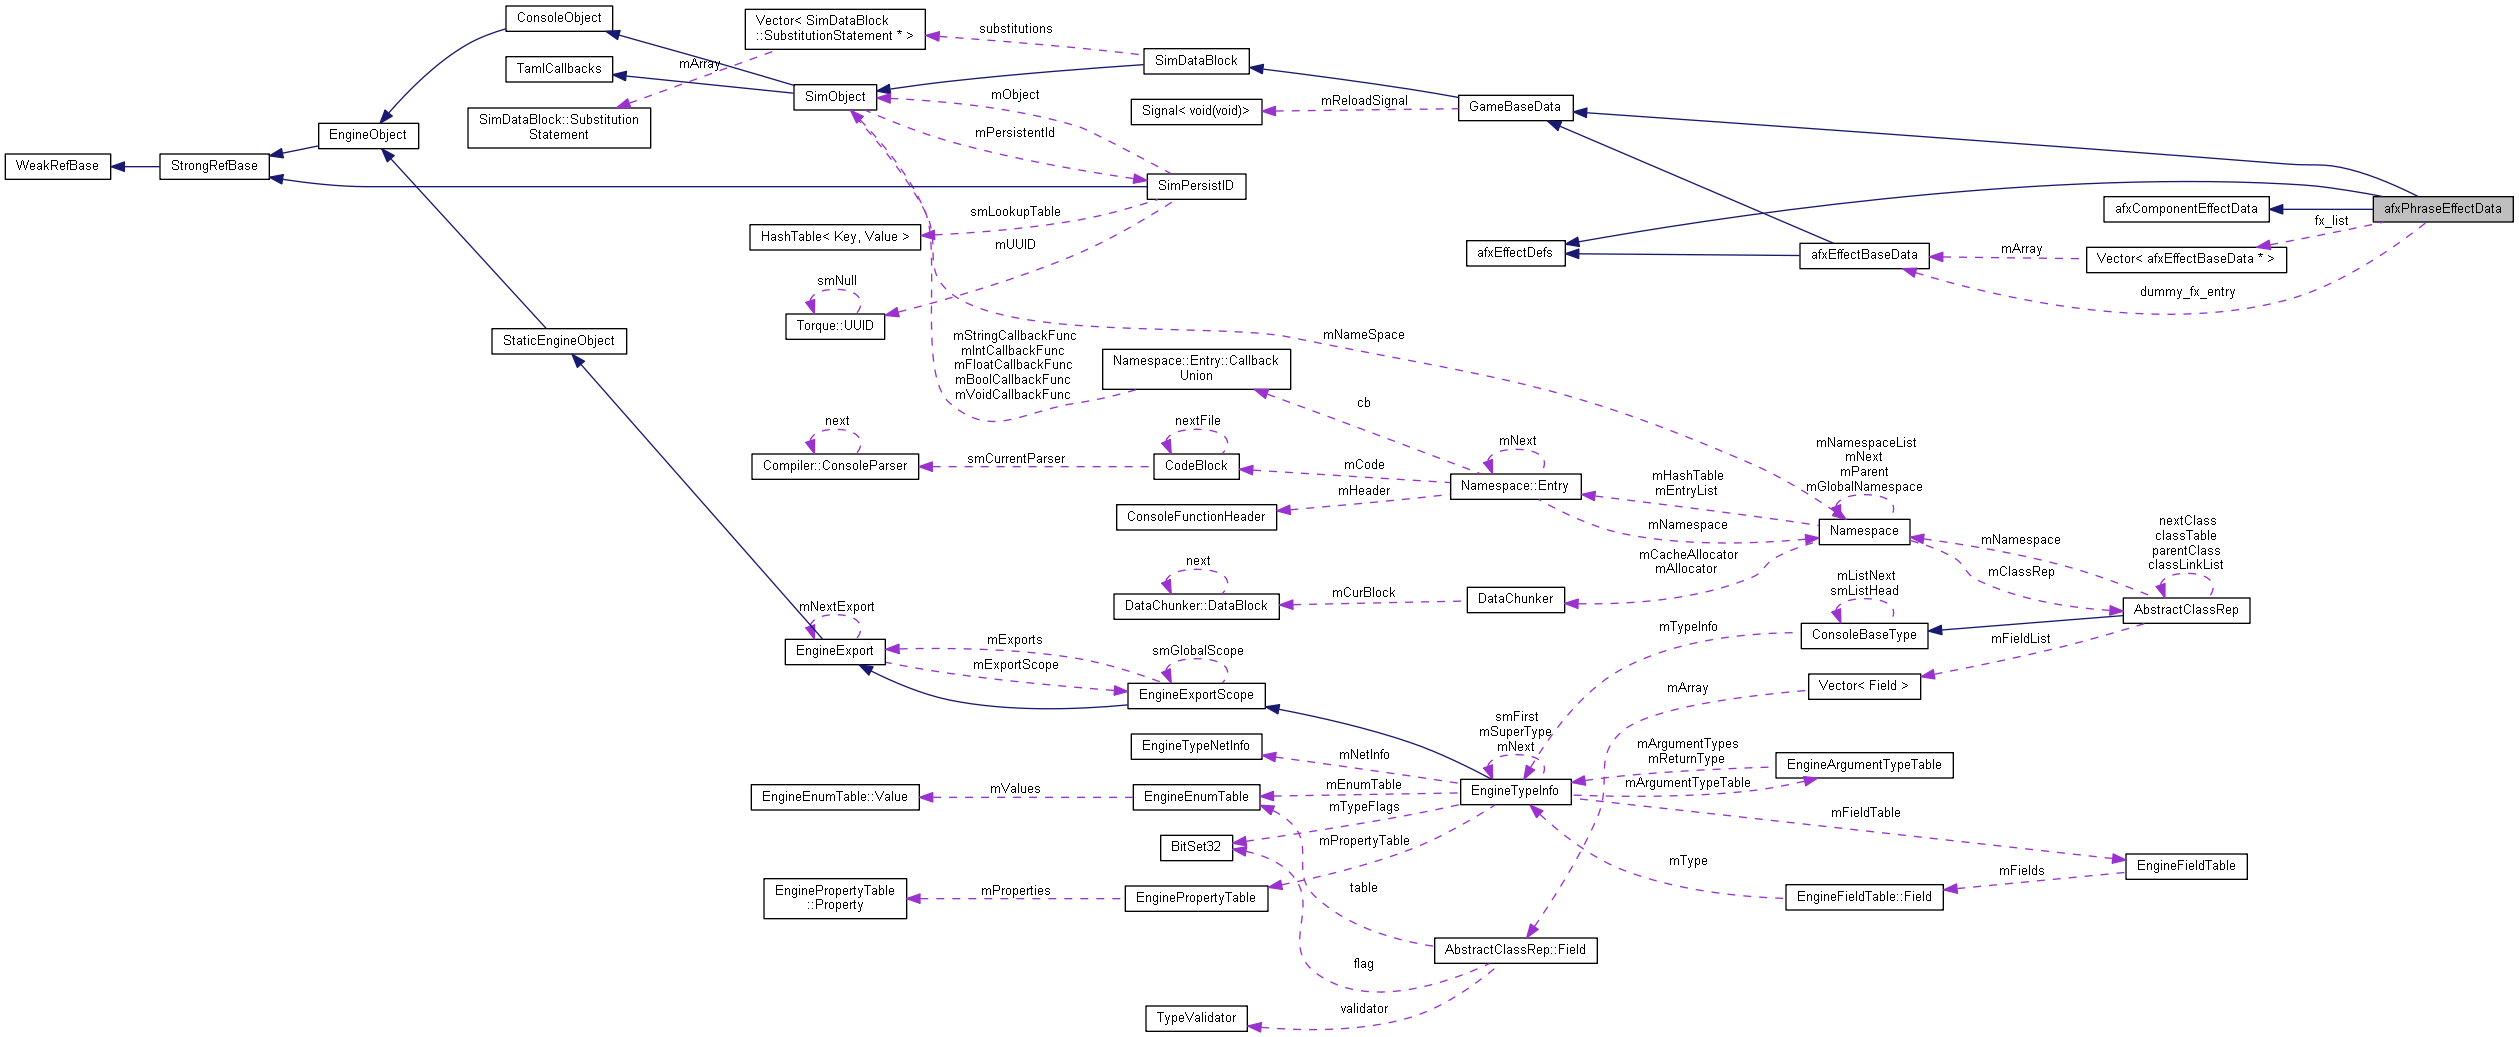 ConsoleObject
Vector< SimDataBlock
::SubstitutionStatement * >
substitutions
TamlCallbacks
mArray
SimDataBlock
SimObject
mObject
Signal< void(void)>
mReloadSignal
GameBaseData
SimDataBlock::Substitution
Statement
EngineObject
mPersistentId
WeakRefBase
StrongRefBase
SimPersistID
afxComponentEffectData
afxPhraseEffectData
smLookupTable
fx_list
HashTable< Key, Value >
mUUID
afxEffectDefs
afxEffectBaseData
mArray
Vector< afxEffectBaseData * >
smNull
dummy_fx_entry
Torque::UUID
StaticEngineObject
mStringCallbackFunc
mIntCallbackFunc
mFloatCallbackFunc
mBoolCallbackFunc
mVoidCallbackFunc
mNameSpace
Namespace::Entry::Callback
Union
cb
next
nextFile
mNext
mNamespaceList
mNext
mParent
mGlobalNamespace
Compiler::ConsoleParser
smCurrentParser
CodeBlock
mCode
mHeader
Namespace::Entry
mHashTable
mEntryList
ConsoleFunctionHeader
mNamespace
Namespace
nextClass
classTable
parentClass
classLinkList
mNamespace
mClassRep
next
mCacheAllocator
mAllocator
DataChunker::DataBlock
mCurBlock
DataChunker
mListNext
smListHead
AbstractClassRep
mNextExport
mTypeInfo
ConsoleBaseType
mFieldList
EngineExport
mExports
mExportScope
smGlobalScope
EngineExportScope
mArray
Vector< Field >
smFirst
mSuperType
mNext
EngineTypeNetInfo
mNetInfo
mArgumentTypes
mReturnType
EngineArgumentTypeTable
mArgumentTypeTable
EngineEnumTable::Value
mValues
EngineEnumTable
mEnumTable
EngineTypeInfo
mTypeFlags
mFieldTable
BitSet32
mPropertyTable
mType
EngineFieldTable
mFields
EnginePropertyTable
::Property
mProperties
EnginePropertyTable
table
EngineFieldTable::Field
AbstractClassRep::Field
flag
TypeValidator
validator